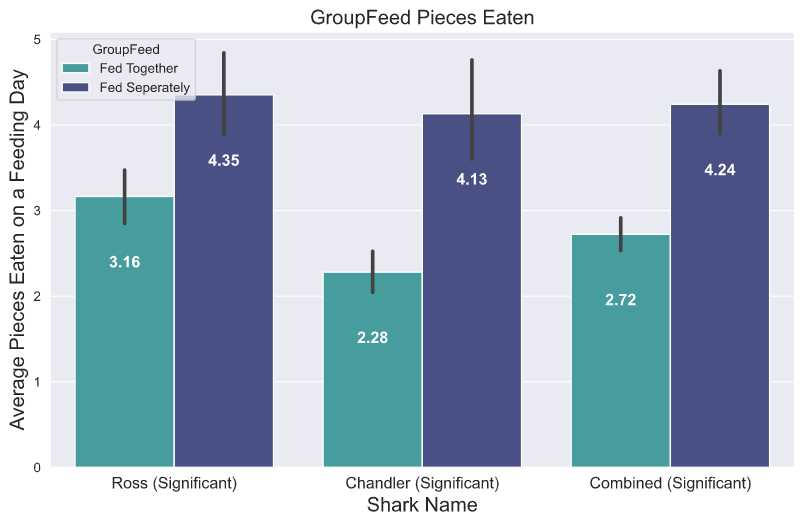 GroupFeed Pieces Eaten
Average Pieces Eaten on a Feeding Day
5
4
3
2
1
0
GroupFeed
Fed Together
Fed Seperately
3.16
4.35
2.28
4.13
2.72
4.24
Ross (Significant)
Chandler (Significant)
Combined (Significant)
Shark Name